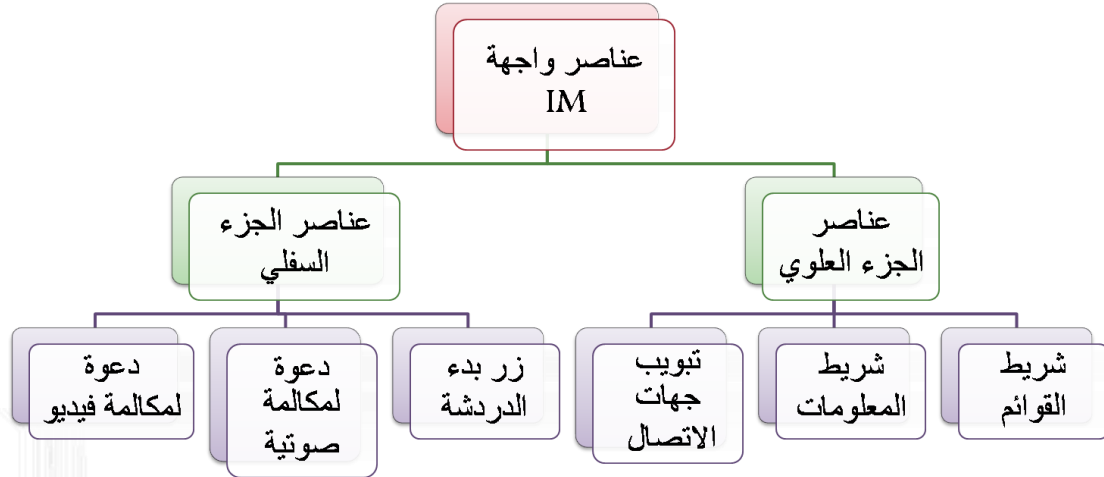 عناصر واجهة
IM
عناصر
الجزء العلوي
عناصر الجزء
السفلي
شريط
القوائم
شريط
المعلومات
تبويب
جهات
الاتصال
زر بدء
الدردشة
دعوة
لمكالمة
صوتية
دعوة
لمكالمة فيديو